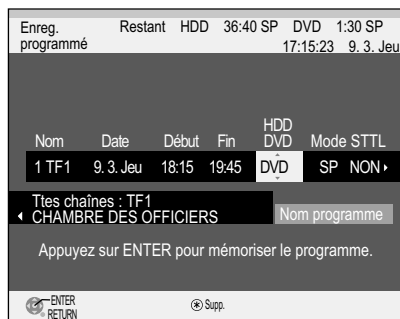 Enreg. programmé Restant HDD 36:40 SP DVD 1:30 SP
17:15:23 9. 3. Jeu
Nom Date Début Fin HDD DVD Mode STTL
1 TF1 9. 3. Jeu 18:15 19:45 DVD SP NON
Ttes chaînes : TF1
CHAMBRE DES OFFICIERS Nom programme
Appuyez sur ENTER pour mémoriser le programme.
ENTER
RETURN
Supp.